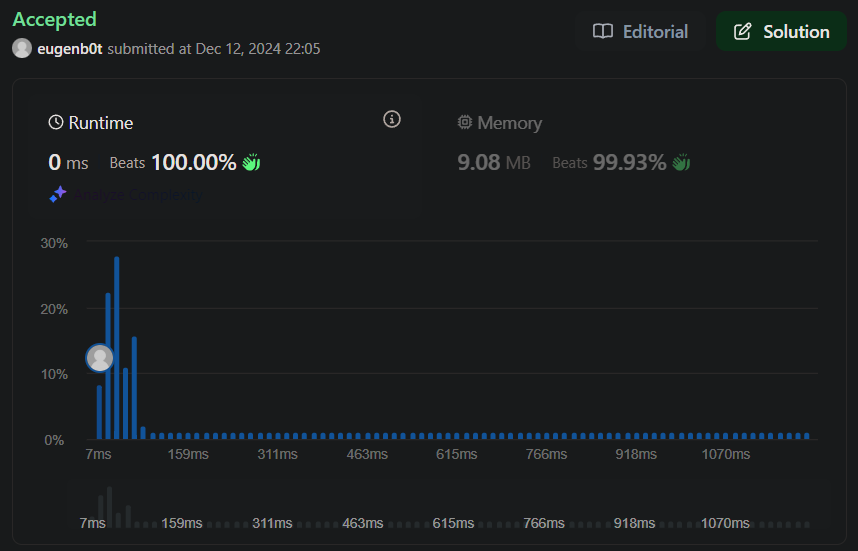 Accepted
eugenb0t submitted at Dec 12, 2024 22:05
Editorial
Solution
Runtime
0 ms Beats 100.00%
Analyze Complexity
Memory
9.08 MB Beats 99.93%
30%
20%
10%
0%
7ms 159ms 311ms 463ms 615ms 766ms 918ms 1070ms
7ms 159ms 311ms 463ms 615ms 766ms 918ms 1070ms